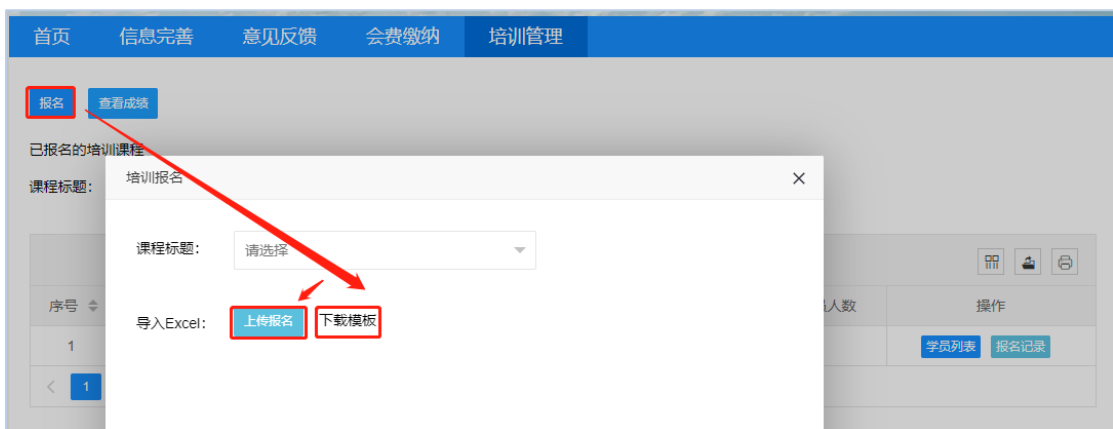 首页 信息完善 意见反馈 会费缴纳 培训管理
报名 查看成绩
已报名的培训课程
课程标题:
培训报名
课程标题: 请选择
导入Excel: 上传报名 下载模板
序号 人数 操作
1 学员列表 报名记录
1